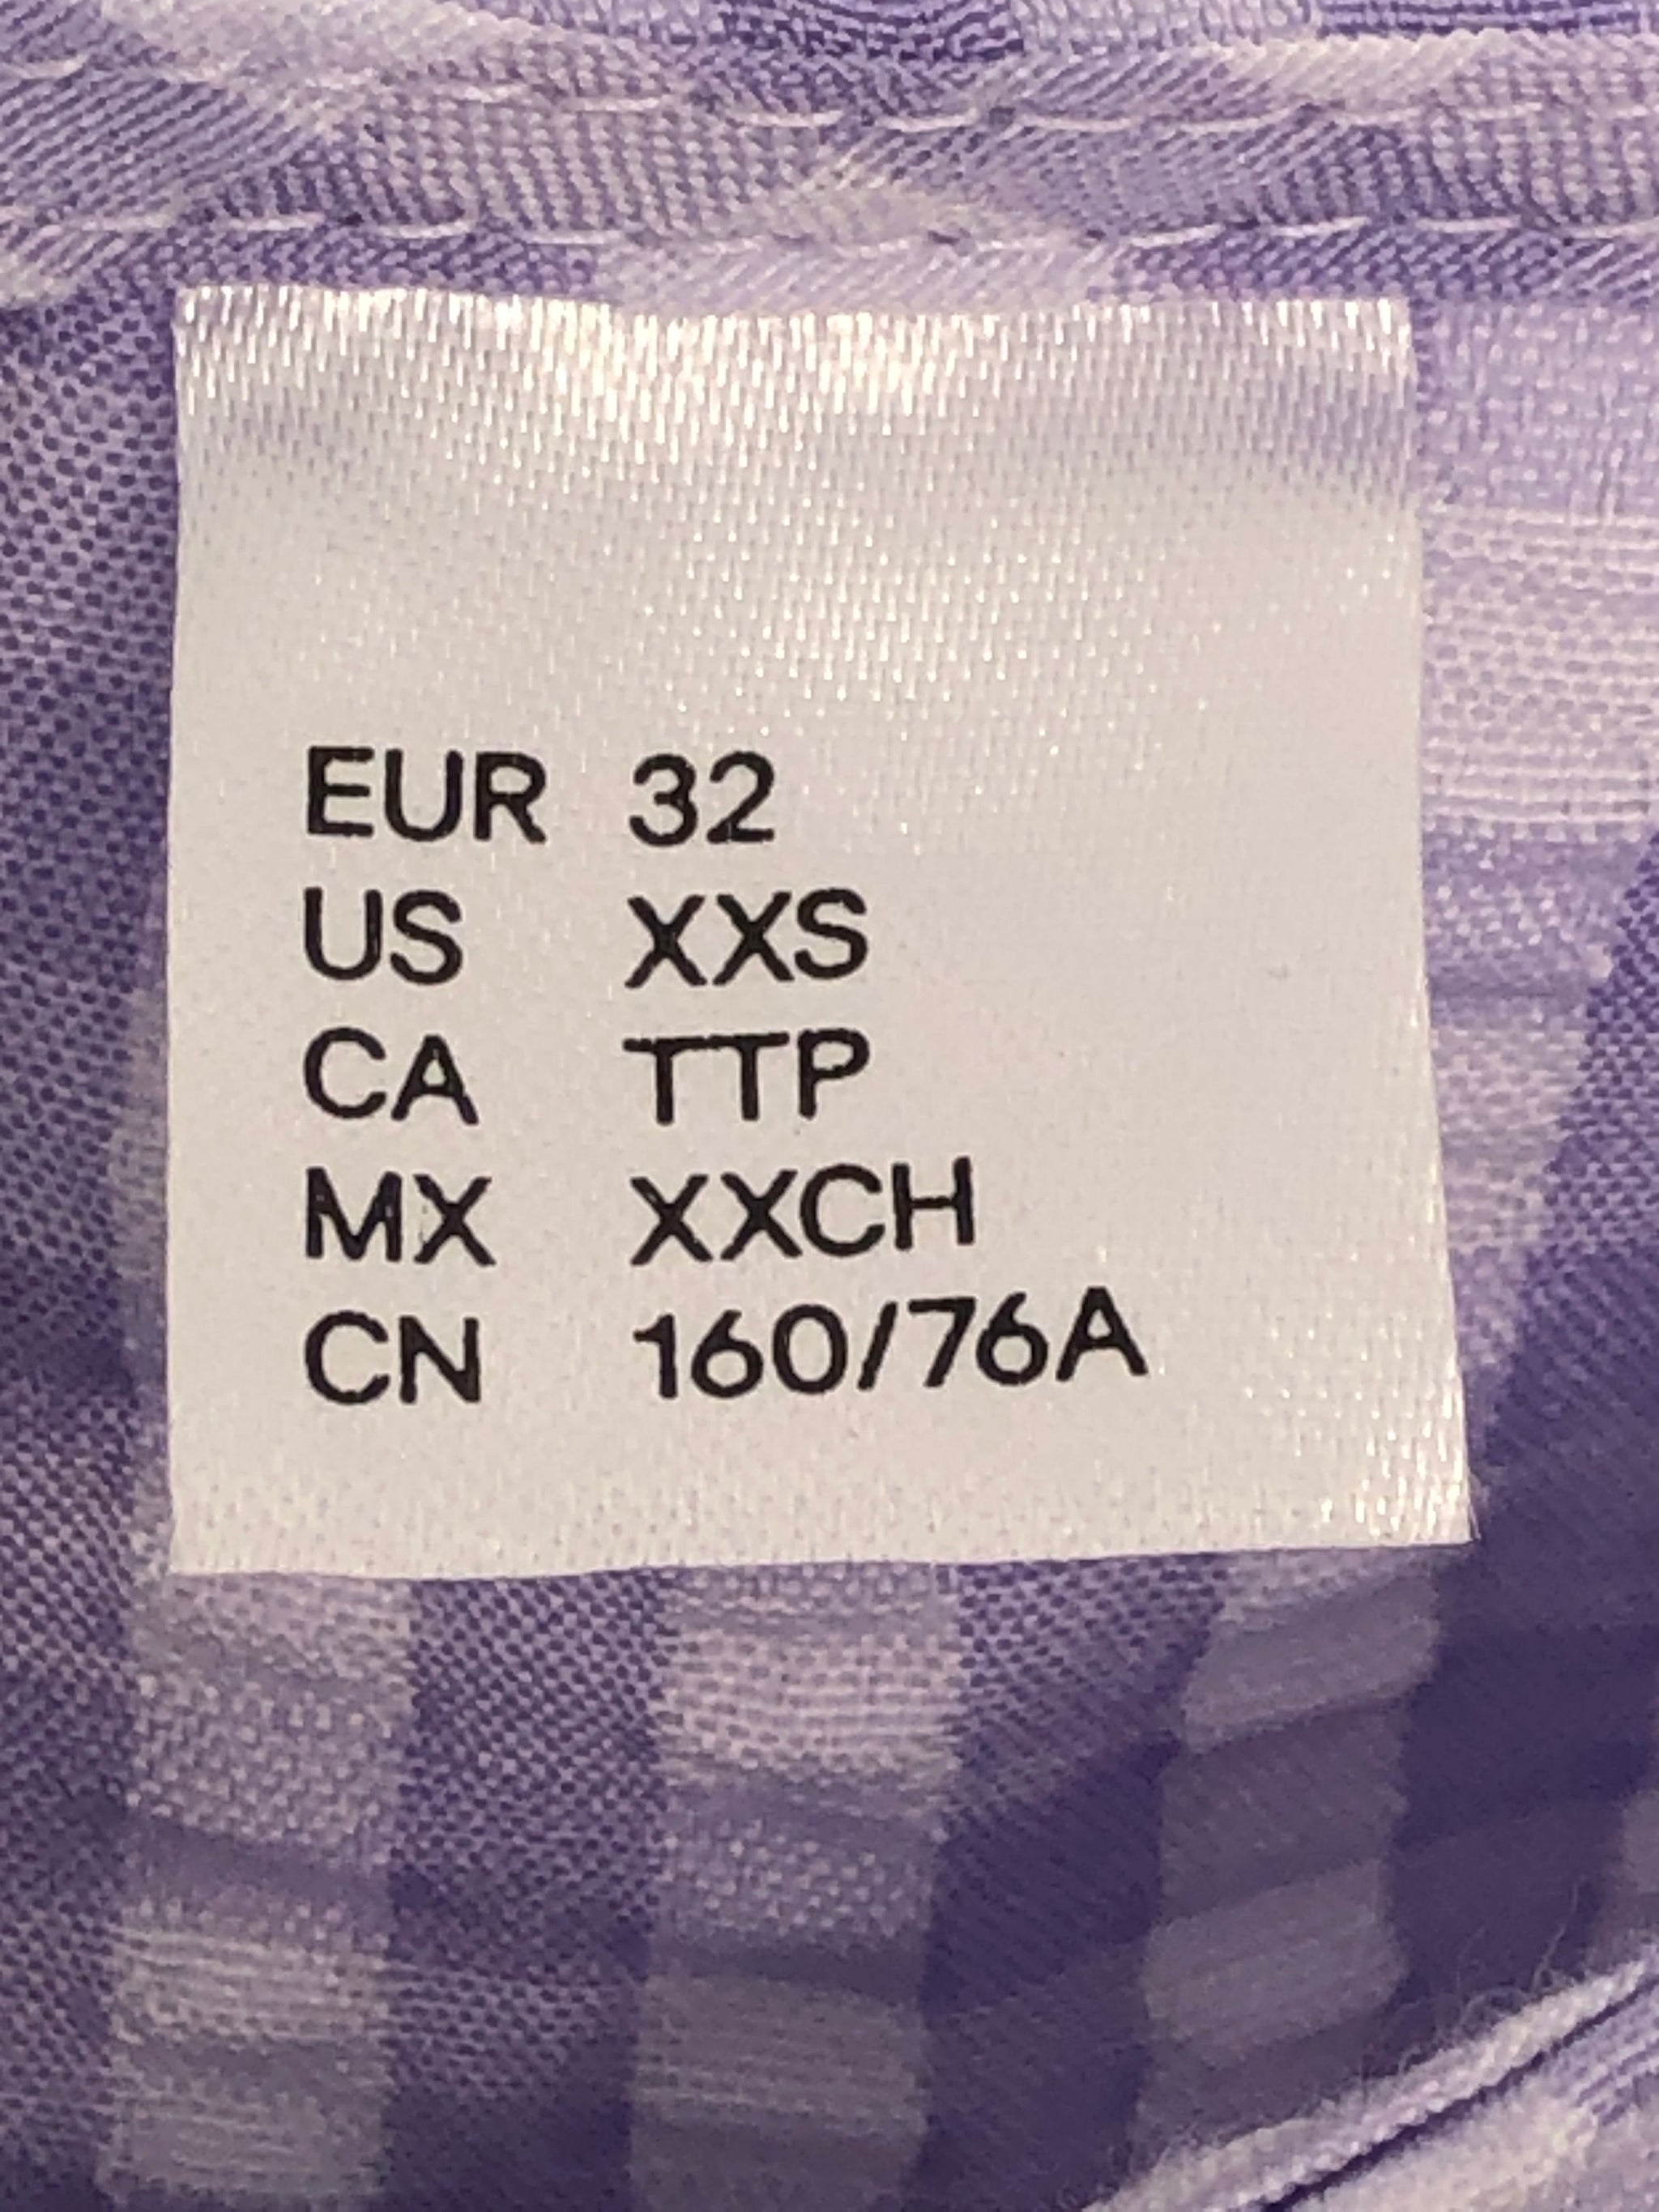 EUR 32
US XXS
CA TTP
MX XXCH
CN 160/76A